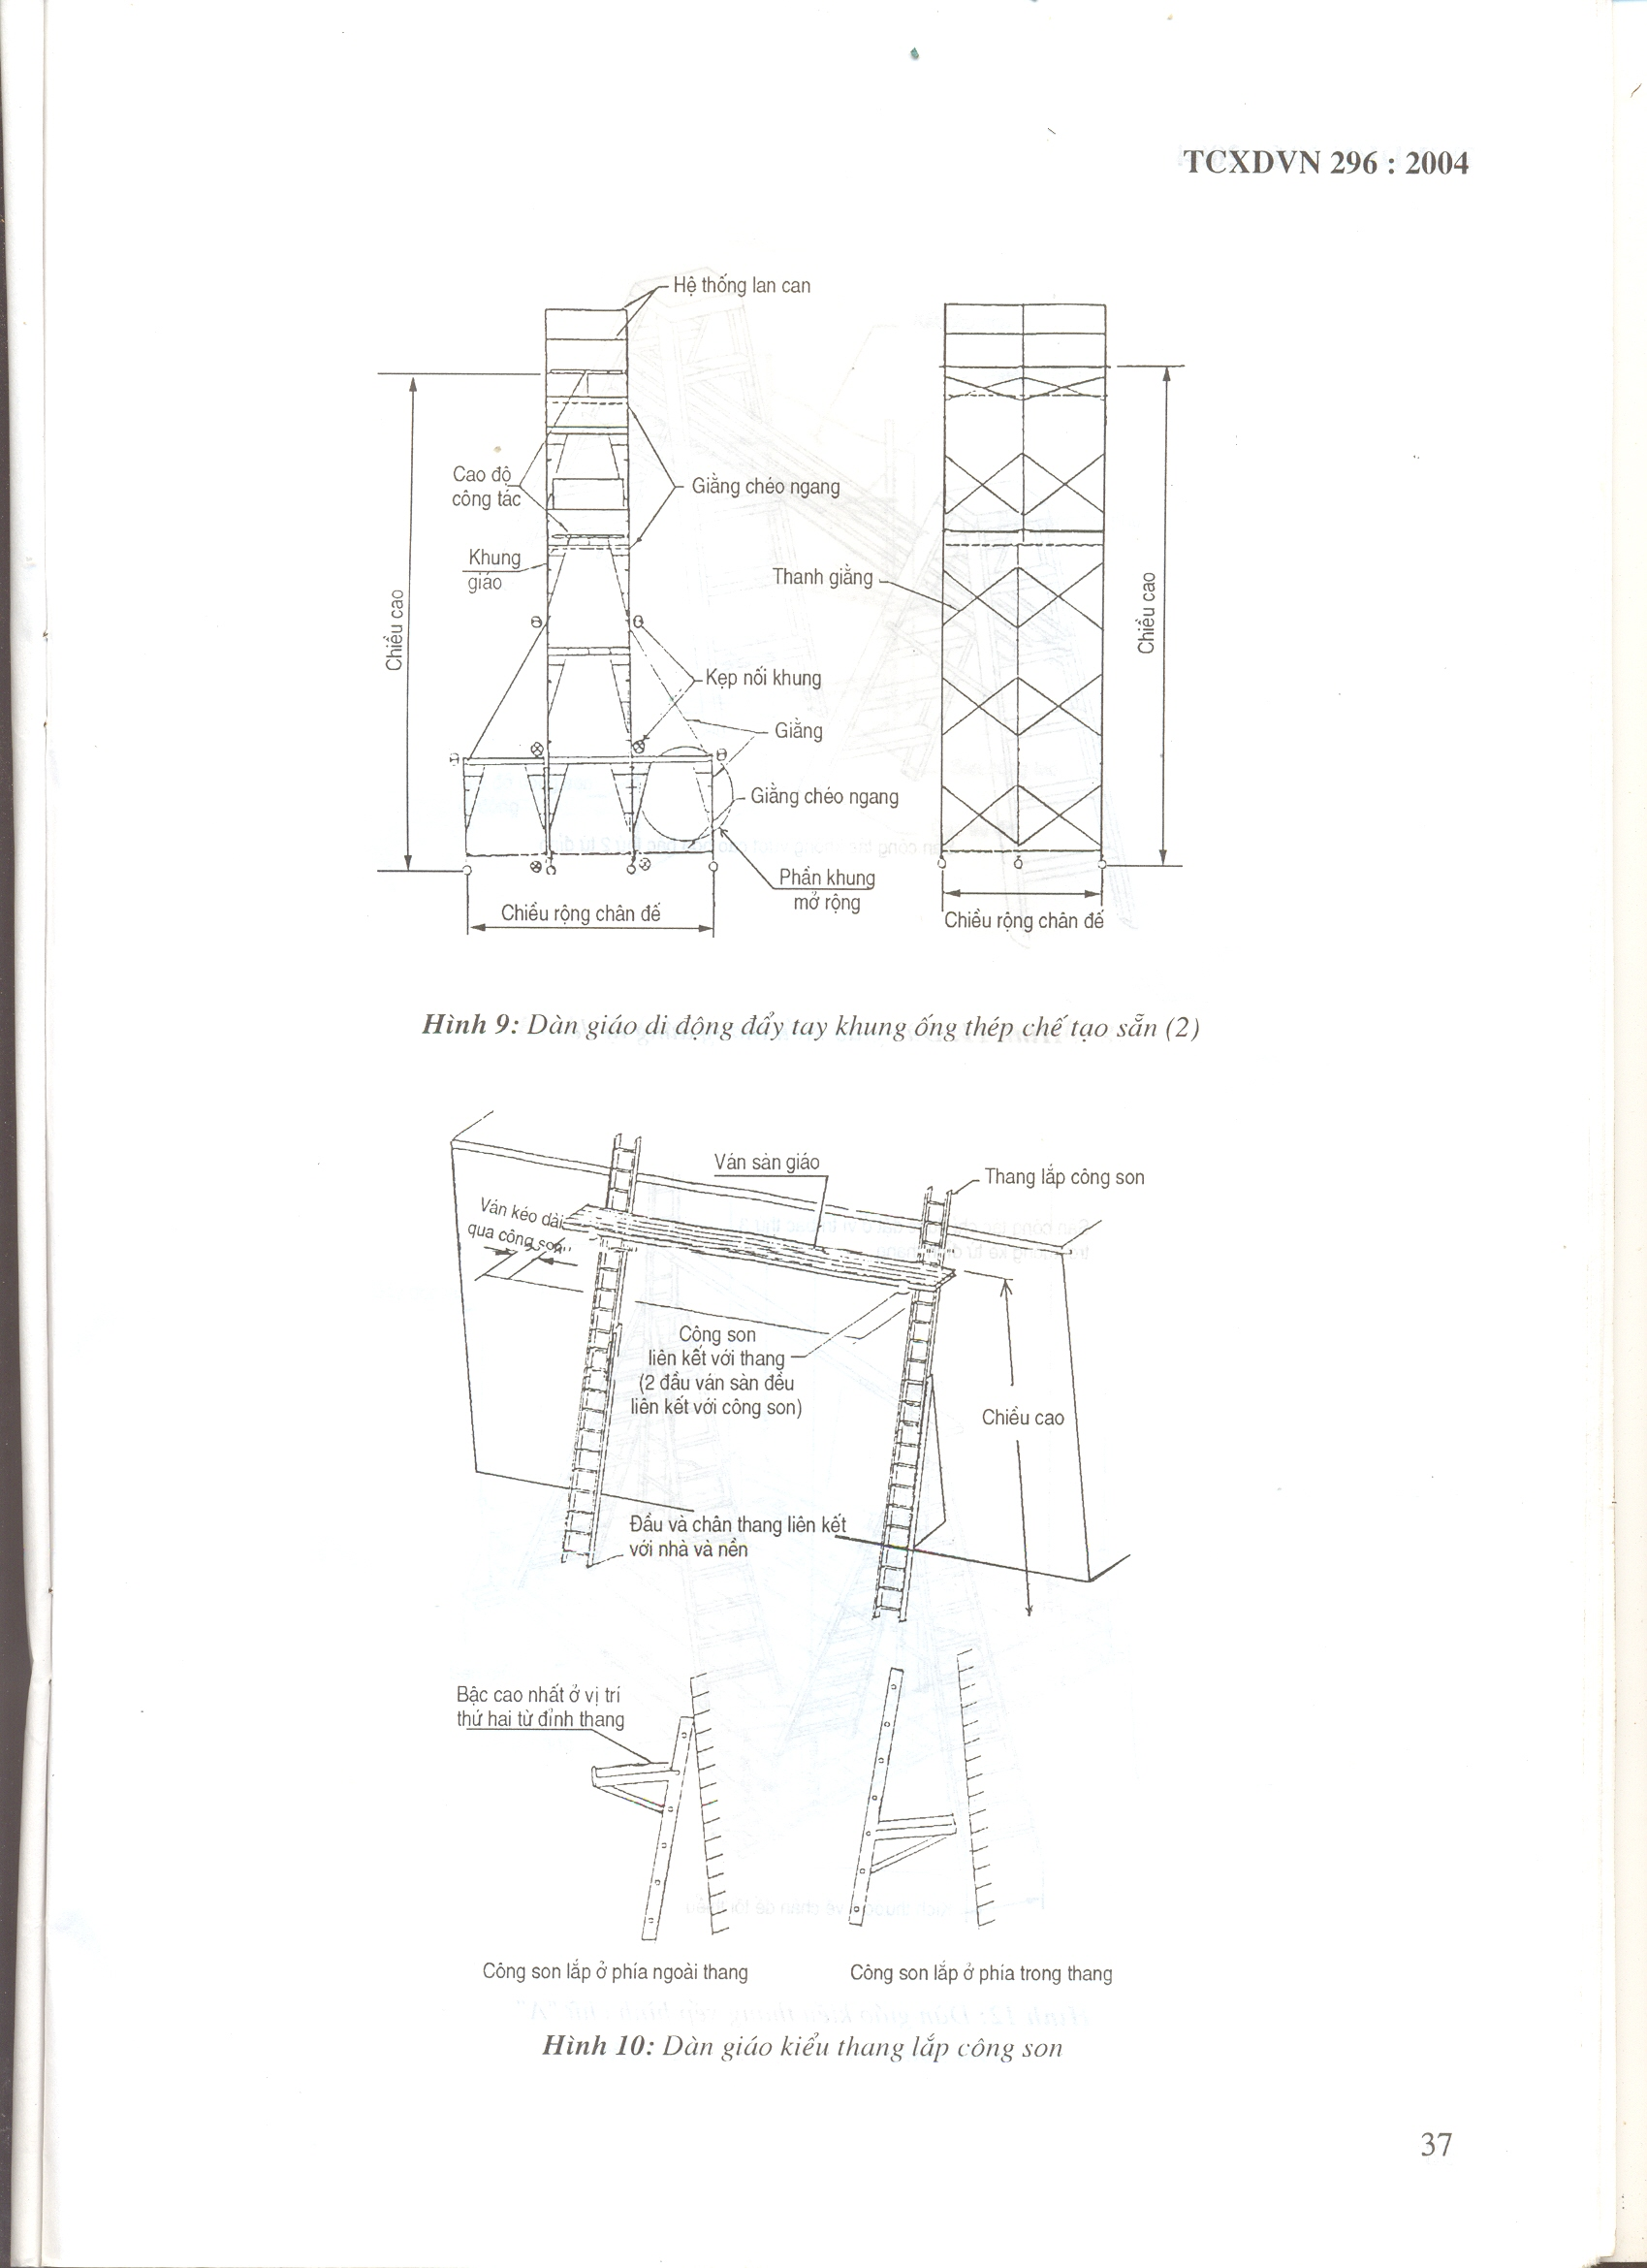 TCXDVN 296 : 2004
Hệ thống lan can
Cao độ
công tác
Giằng chéo ngang
Khung
giáo
Thanh giằng
Chiều cao
Chiều cao
Kẹp nối khung
Giằng
Giằng chéo ngang
Phần khung
mở rộng
Chiều rộng chân đế
Chiều rộng chân đế
Hình 9: Dàn giáo di động đẩy tay khung ống thép chế tạo sẵn (2)
Ván sàn giáo
Thang lắp công son
Ván kéo dài
qua công son
Công son
liên kết với thang
(2 đầu ván sàn đều
liên kết với công son)
Chiều cao
Đầu và chân thang liên kết
với nhà và nền
Bậc cao nhất ở vị trí
thứ hai từ đỉnh thang
Công son lắp ở phía ngoài thang
Công son lắp ở phía trong thang
Hình 10: Dàn giáo kiểu thang lắp công son
37